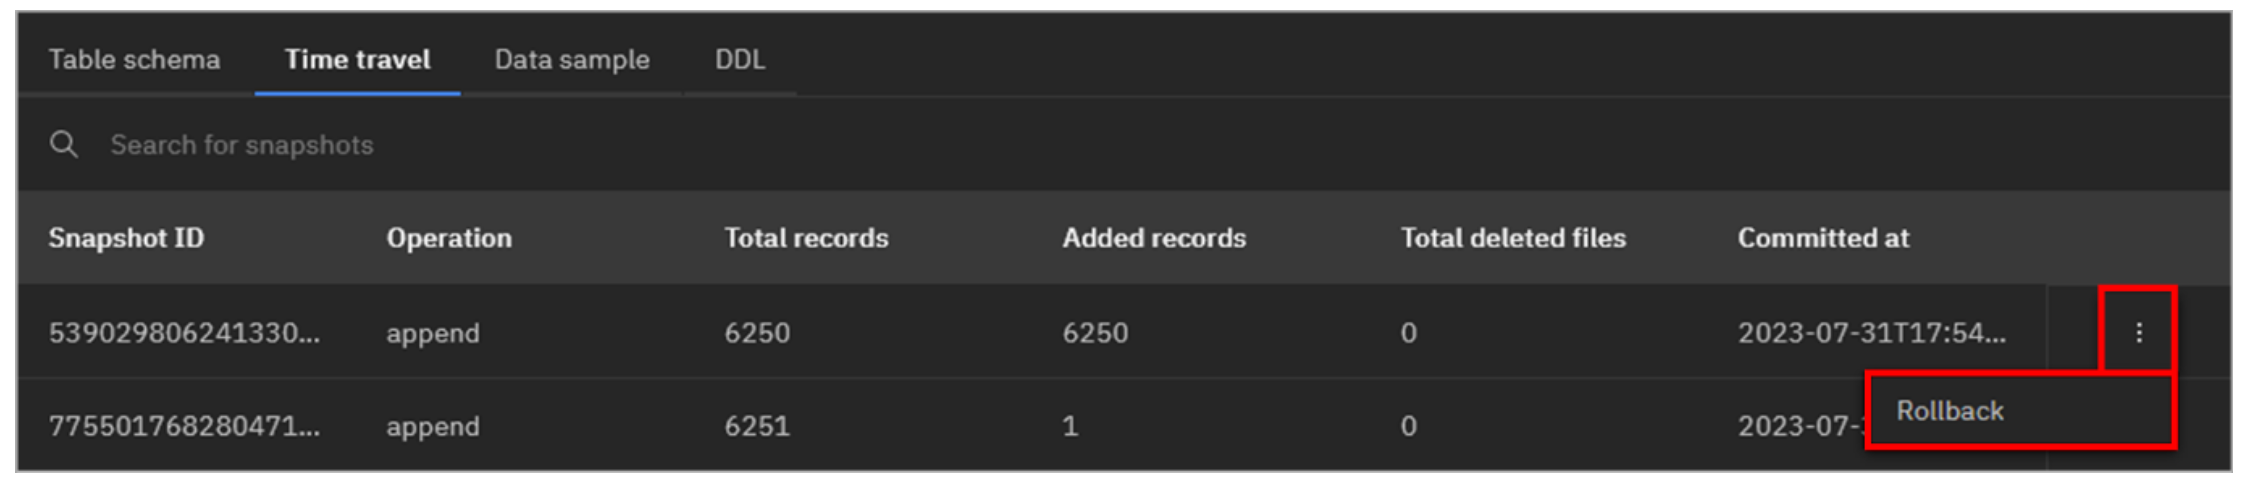 Table schema Time travel Data sample DDL
Search for snapshots
Snapshot ID Operation Total records Added records Total deleted files Committed at
539029806241330... append 6250 6250 0 2023-07-31T17:54...
775501768280471... append 6251 1 0 2023-07-
Rollback